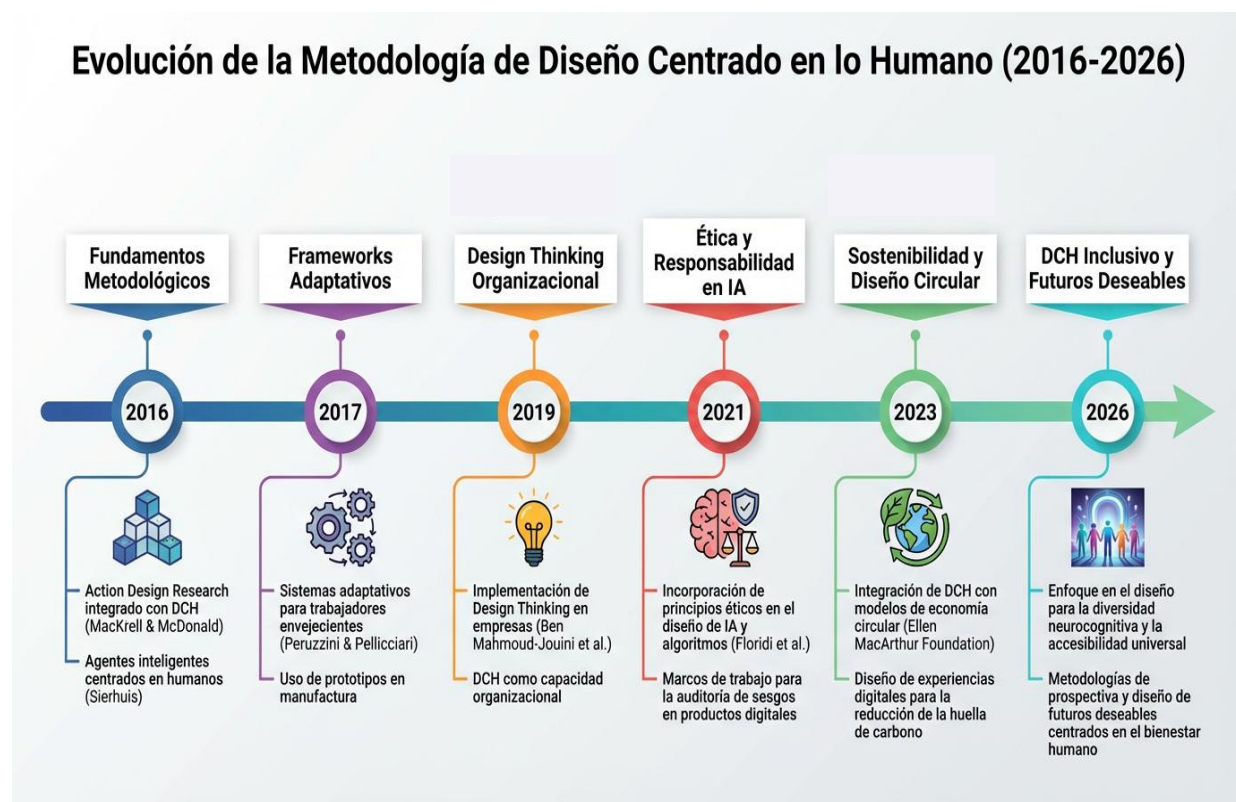 Evolución de la Metodología de Diseño Centrado en lo Humano (2016-2026)
Fundamentos
Metodológicos
Frameworks
Adaptativos
Design Thinking
Organizacional
Ética y
Responsabilidad
en IA
Sostenibilidad y
Diseño Circular
DCH Inclusivo y
Futuros Deseables
2016
2017
2019
2021
2023
2026
Action Design Research
integrado con DCH
(MacKrell & McDonald)
Agentes inteligentes
centrados en humanos
(Sierhuis)
Sistemas adaptativos
para trabajadores
envejecientes
(Peruzzini & Pellicciari)
Uso de prototipos en
manufactura
Implementación de
Design Thinking en
empresas (Ben
Mahmoud-Jouini et al.)
DCH como capacidad
organizacional
Incorporación de
principios éticos en el
diseño de IA y
algoritmos (Floridi et al.)
Marcos de trabajo para
la auditoría de sesgos
en productos digitales
Integración de DCH con
modelos de economía
circular (Ellen
MacArthur Foundation)
Diseño de experiencias
digitales para la
reducción de la huella
de carbono
Enfoque en el diseño
para la diversidad
neurocognitiva y la
accesibilidad universal
Metodologías de
prospectiva y diseño de
futuros deseables
centrados en el bienestar
humano